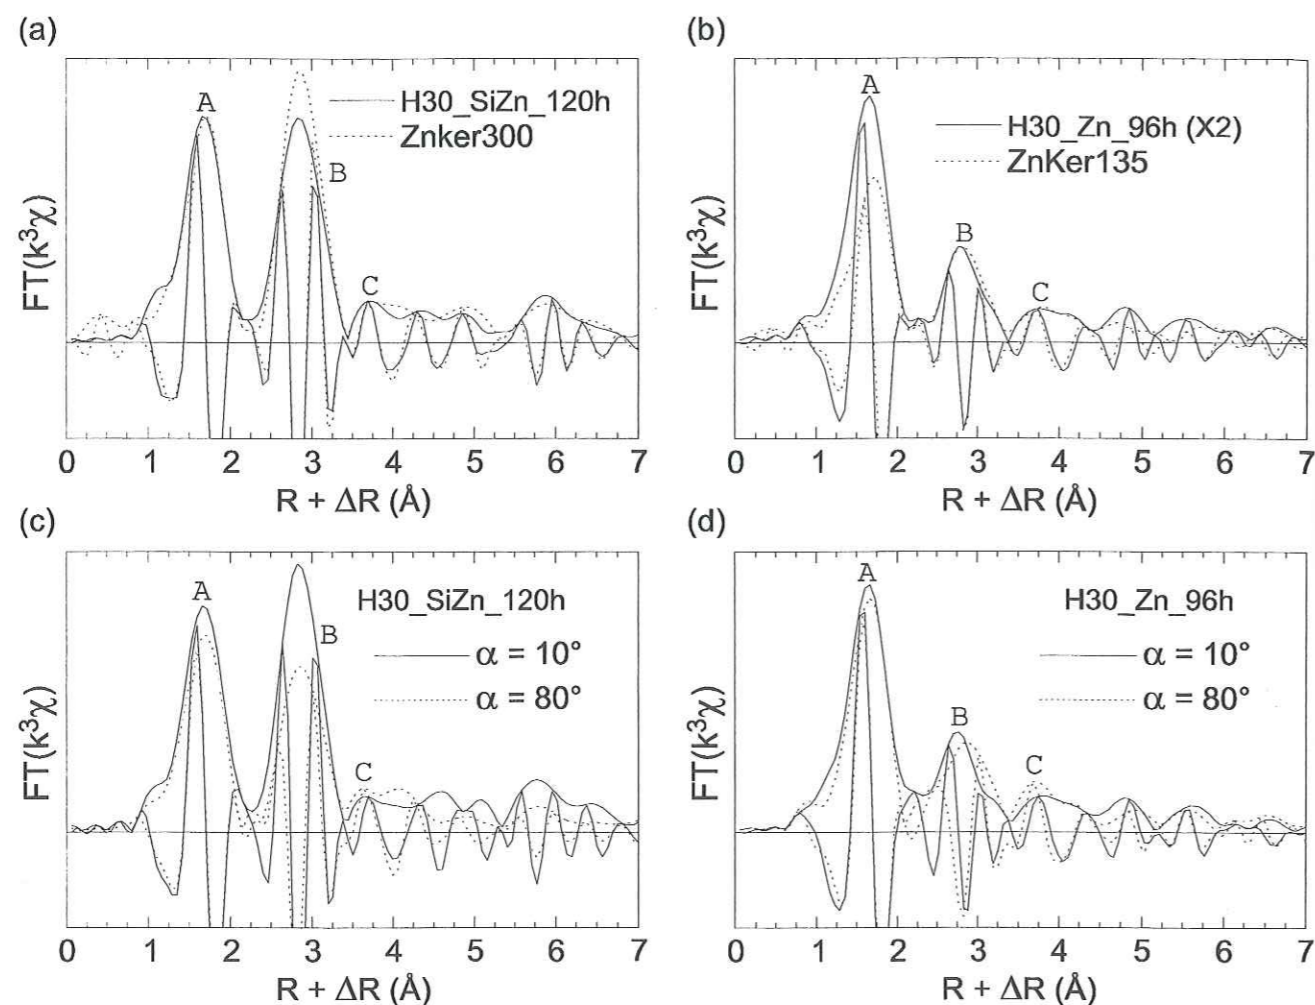 (a)
A
H30_SiZn_120h
Znker300
B
C
FT(k³χ)
0 1 2 3 4 5 6 7
R + ΔR (Å)
(b)
A
H30_Zn_96h (X2)
ZnKer135
B
C
FT(k³χ)
0 1 2 3 4 5 6 7
R + ΔR (Å)
(c)
A
H30_SiZn_120h
B
α = 10°
α = 80°
C
FT(k³χ)
0 1 2 3 4 5 6 7
R + ΔR (Å)
(d)
A
H30_Zn_96h
α = 10°
α = 80°
B
C
FT(k³χ)
0 1 2 3 4 5 6 7
R + ΔR (Å)